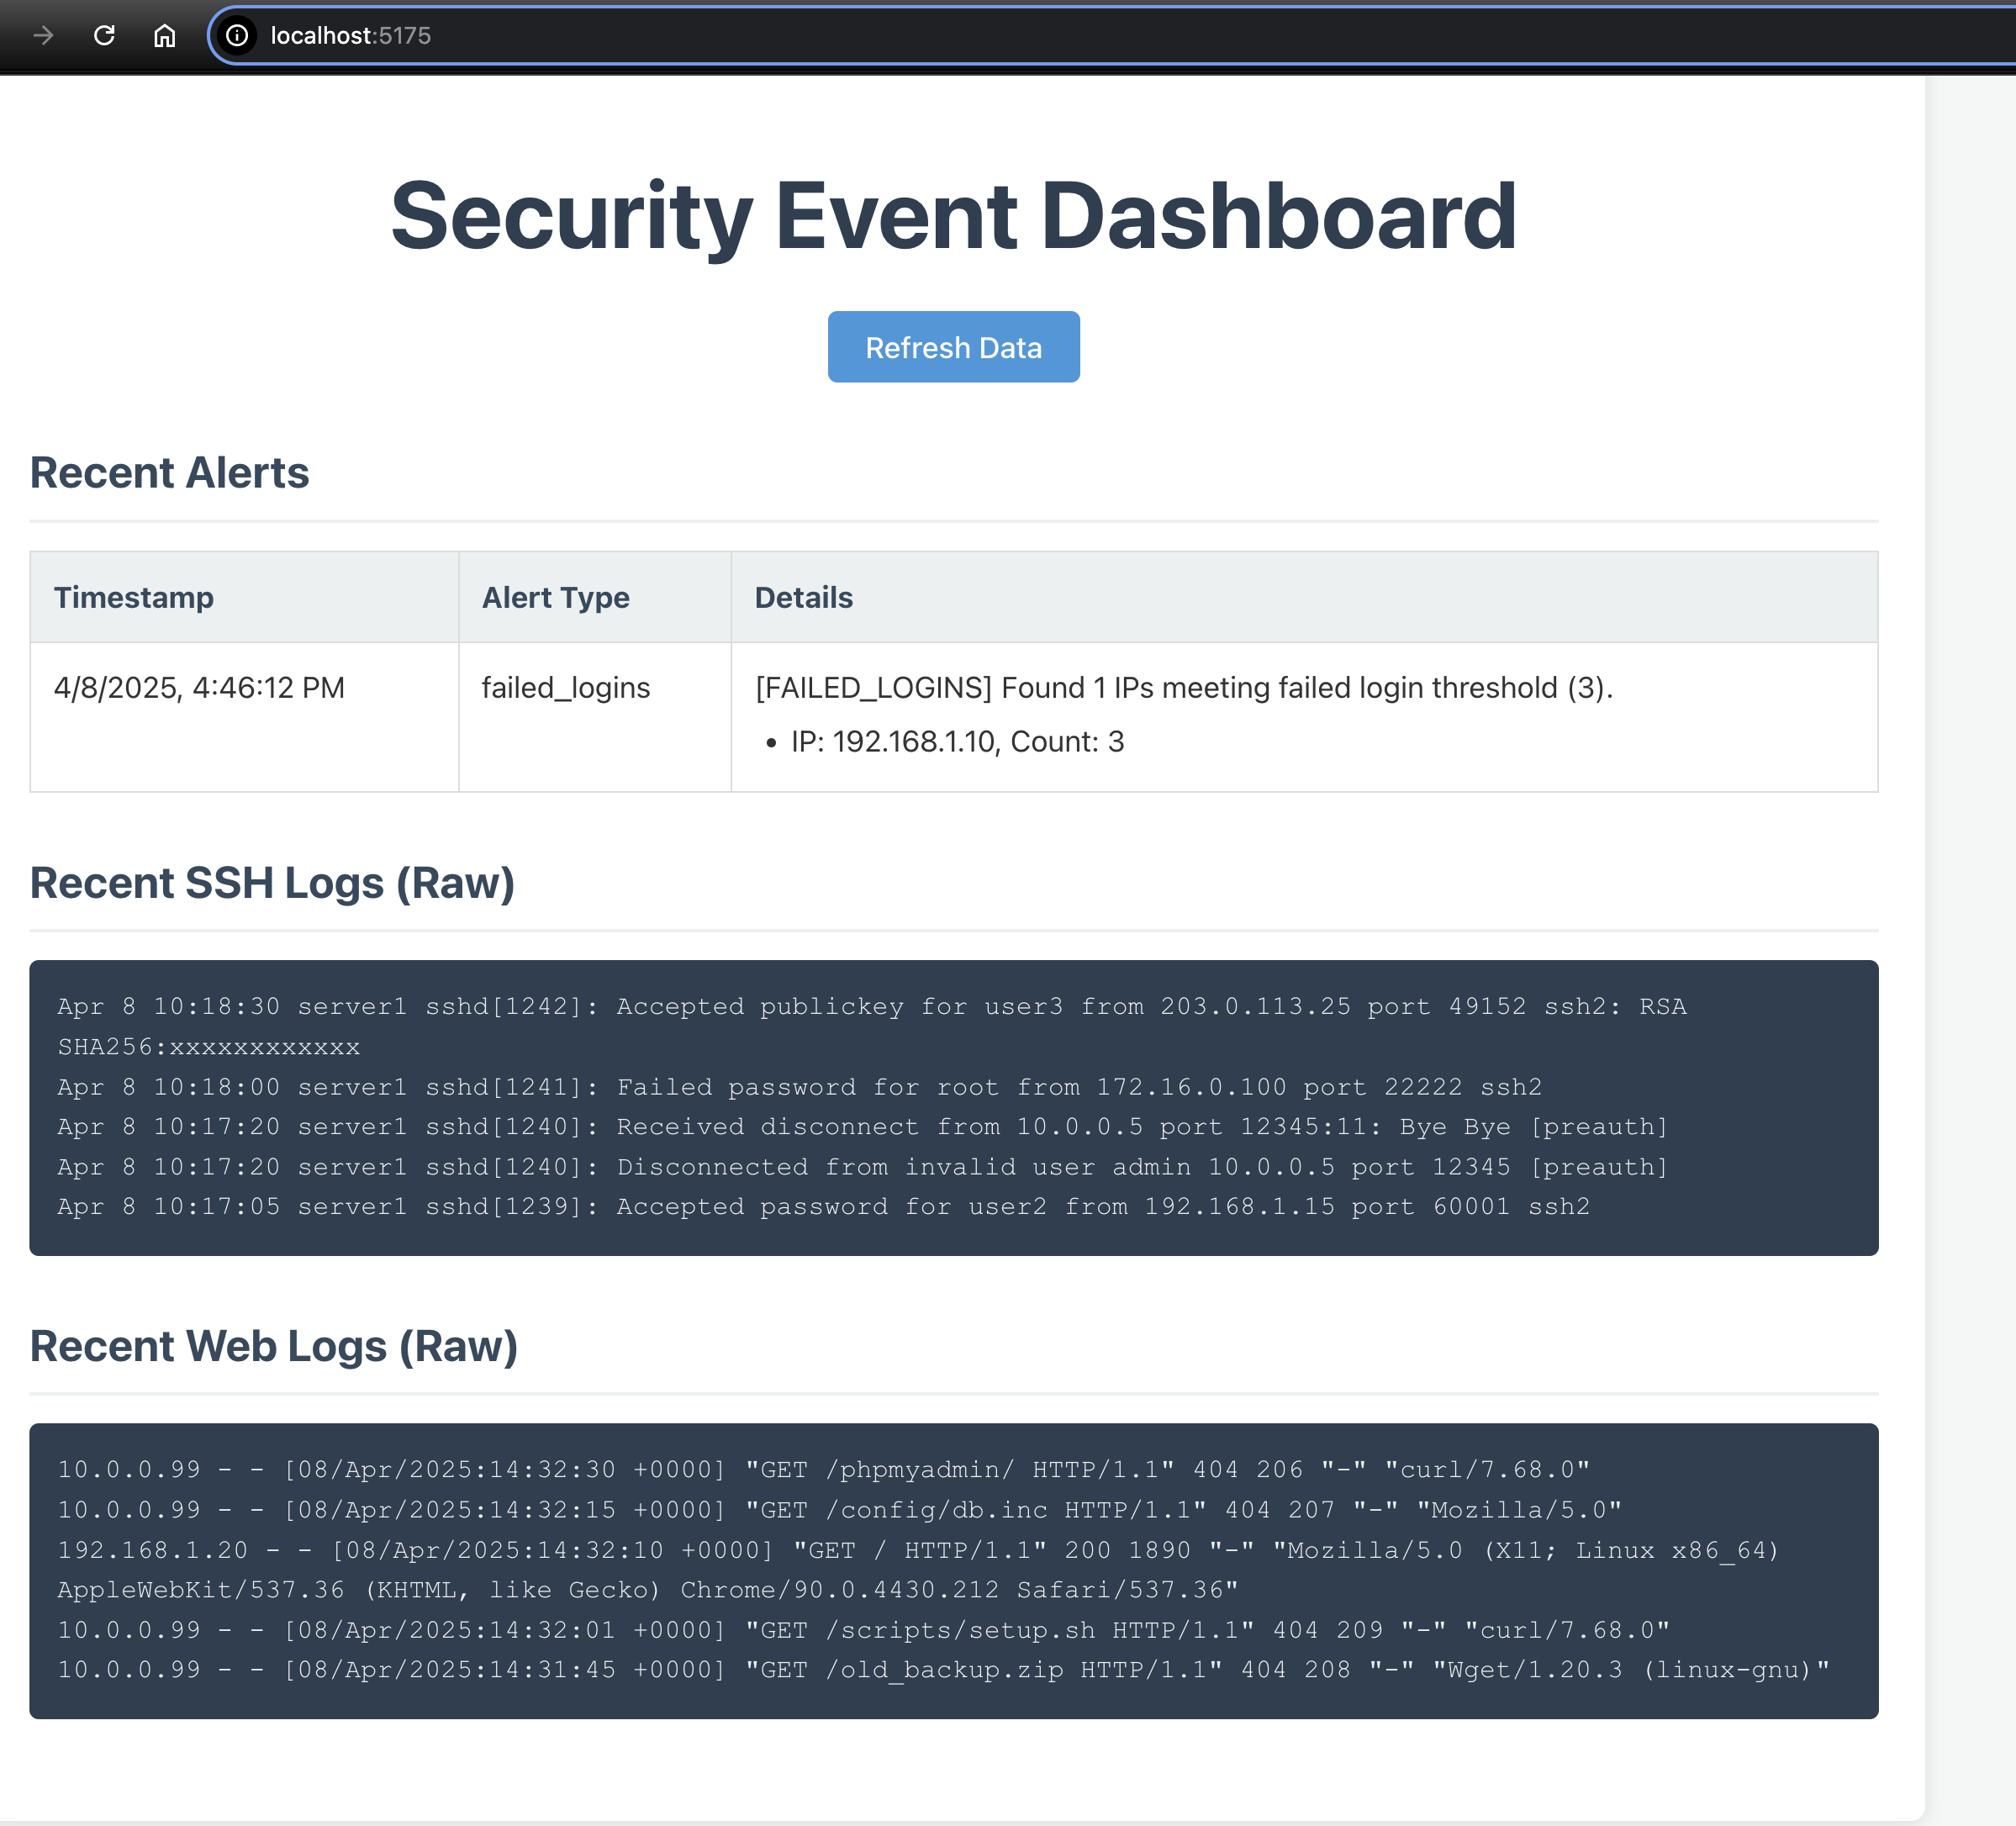 localhost:5175
Security Event Dashboard
Refresh Data
Recent Alerts
Timestamp Alert Type Details
4/8/2025, 4:46:12 PM failed_logins [FAILED_LOGINS] Found 1 IPs meeting failed login threshold (3).
• IP: 192.168.1.10, Count: 3
Recent SSH Logs (Raw)
Apr 8 10:18:30 server1 sshd[1242]: Accepted publickey for user3 from 203.0.113.25 port 49152 ssh2: RSA
SHA256:xxxxxxxxxxxx
Apr 8 10:18:00 server1 sshd[1241]: Failed password for root from 172.16.0.100 port 22222 ssh2
Apr 8 10:17:20 server1 sshd[1240]: Received disconnect from 10.0.0.5 port 12345:11: Bye Bye [preauth]
Apr 8 10:17:20 server1 sshd[1240]: Disconnected from invalid user admin 10.0.0.5 port 12345 [preauth]
Apr 8 10:17:05 server1 sshd[1239]: Accepted password for user2 from 192.168.1.15 port 60001 ssh2
Recent Web Logs (Raw)
10.0.0.99 - - [08/Apr/2025:14:32:30 +0000] "GET /phpmyadmin/ HTTP/1.1" 404 206 "-" "curl/7.68.0"
10.0.0.99 - - [08/Apr/2025:14:32:15 +0000] "GET /config/db.inc HTTP/1.1" 404 207 "-" "Mozilla/5.0"
192.168.1.20 - - [08/Apr/2025:14:32:10 +0000] "GET / HTTP/1.1" 200 1890 "-" "Mozilla/5.0 (X11; Linux x86_64)
AppleWebKit/537.36 (KHTML, like Gecko) Chrome/90.0.4430.212 Safari/537.36"
10.0.0.99 - - [08/Apr/2025:14:32:01 +0000] "GET /scripts/setup.sh HTTP/1.1" 404 209 "-" "curl/7.68.0"
10.0.0.99 - - [08/Apr/2025:14:31:45 +0000] "GET /old_backup.zip HTTP/1.1" 404 208 "-" "Wget/1.20.3 (linux-gnu)"